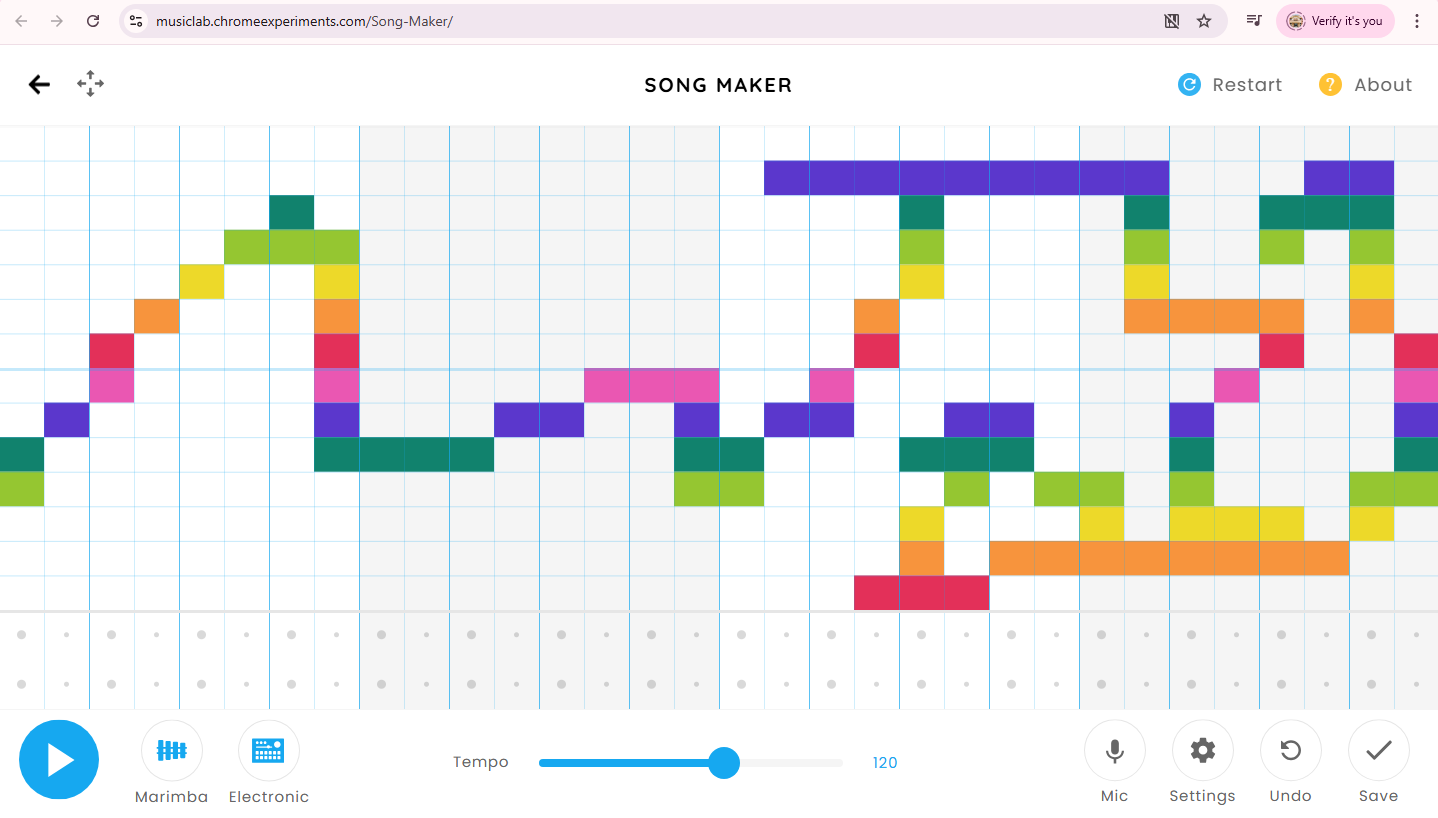 musiclab.chromeexperiments.com/Song-Maker/
Verify it's you
SONG MAKER
Restart
? About
Marimba
Electronic
Tempo
120
Mic
Settings
Undo
Save